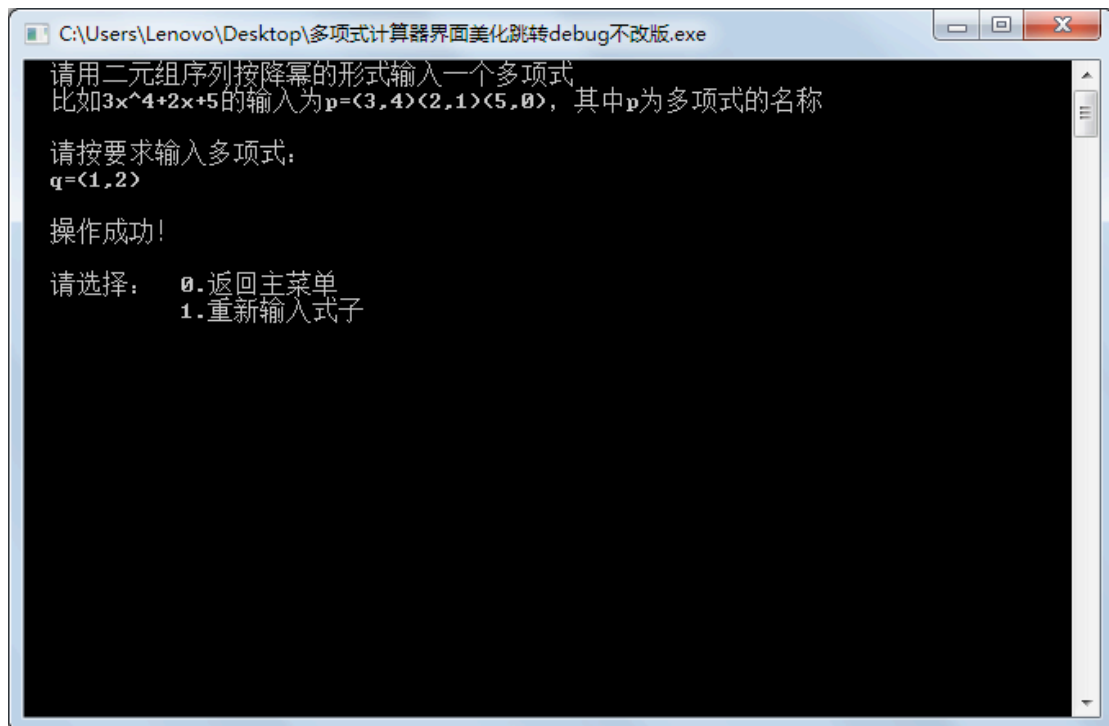 C:\Users\Lenovo\Desktop\多项式计算器界面美化跳转debug不改版.exe
请用二元组序列按降幂的形式输入一个多项式
比如3x^4+2x+5的输入为p=(3,4)(2,1)(5,0)，其中p为多项式的名称
请按要求输入多项式：
q=(1,2)
操作成功！
请选择：　0.返回主菜单
1.重新输入式子